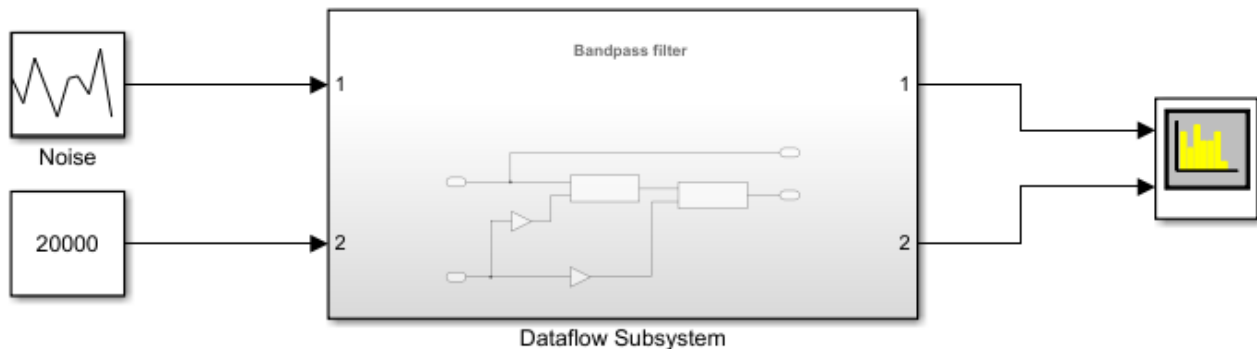 Bandpass filter
1
1
Noise
20000
2
2
Dataflow Subsystem